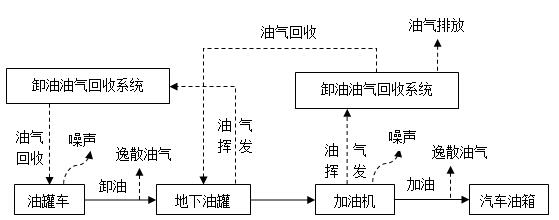 油气回收
油气排放
卸油油气回收系统
卸油油气回收系统
油气
回收
噪声
逸散油气
油 气
挥 发
油 气
挥 发
噪声
逸散油气
油罐车
卸油
地下油罐
加油机
加油
汽车油箱